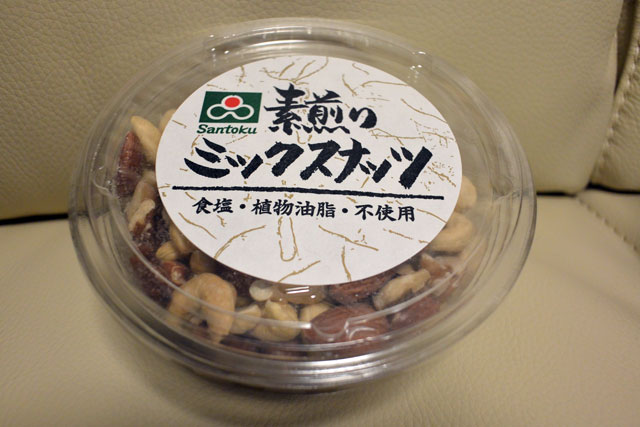 Santoku
素煎り
ミックスナッツ
食塩・植物油脂・不使用